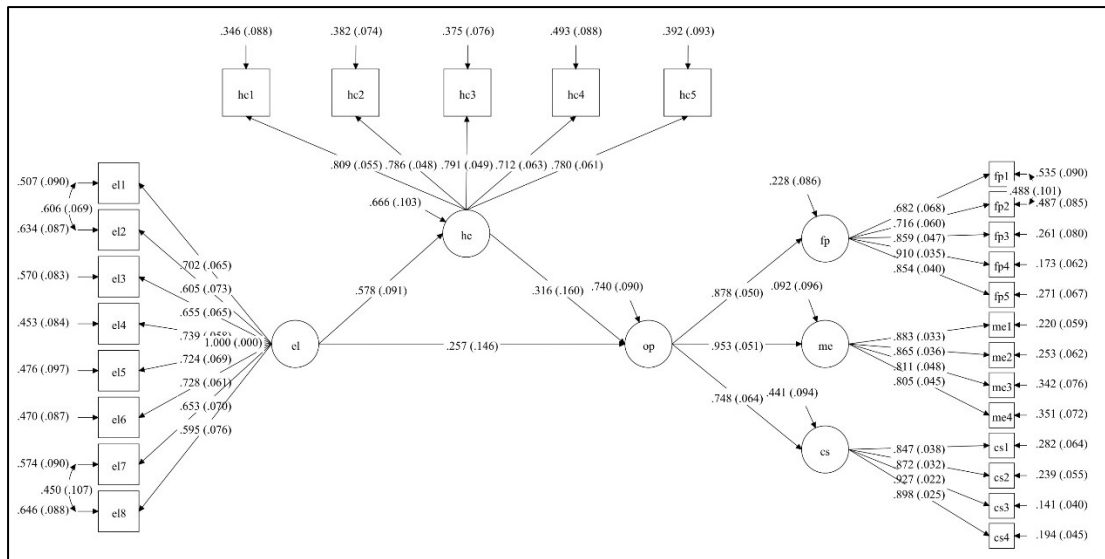 .346 (.088) .382 (.074) .375 (.076) .493 (.088) .392 (.093)
hc1 hc2 hc3 hc4 hc5
.809 (.055) .786 (.048) .791 (.049) .712 (.063) .780 (.061)
.666 (.103)
hc
.507 (.090) el1
.606 (.069)
.634 (.087) el2
.570 (.083) el3
.453 (.084) el4
.476 (.097) el5
.470 (.087) el6
.574 (.090) el7
.450 (.107)
.646 (.088) el8
.702 (.065)
.605 (.073)
.655 (.065)
.739 (.058)
1.000 (.000)
.724 (.069)
.728 (.061)
.653 (.070)
.595 (.076)
el
.578 (.091)
.316 (.160)
.257 (.146)
.740 (.090)
op
.878 (.050)
.953 (.051)
.748 (.064)
.228 (.086)
fp
.092 (.096)
me
.441 (.094)
cs
.682 (.068)
.716 (.060)
.859 (.047)
.910 (.035)
.854 (.040)
fp1 .535 (.090)
.488 (.101)
fp2 .487 (.085)
fp3 .261 (.080)
fp4 .173 (.062)
fp5 .271 (.067)
.883 (.033)
.865 (.036)
.811 (.048)
.805 (.045)
me1 .220 (.059)
me2 .253 (.062)
me3 .342 (.076)
me4 .351 (.072)
.847 (.038)
.872 (.032)
.927 (.022)
.898 (.025)
cs1 .282 (.064)
cs2 .239 (.055)
cs3 .141 (.040)
cs4 .194 (.045)